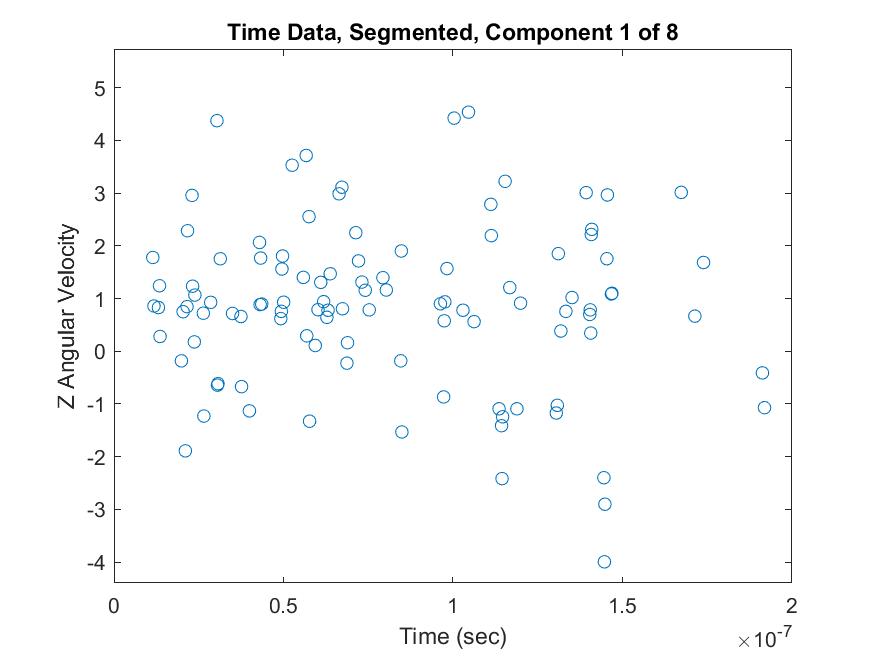 Time Data, Segmented, Component 1 of 8
5
4
3
2
1
0
-1
-2
-3
-4
Z Angular Velocity
0 0.5 1 1.5 2
Time (sec)
×10-7